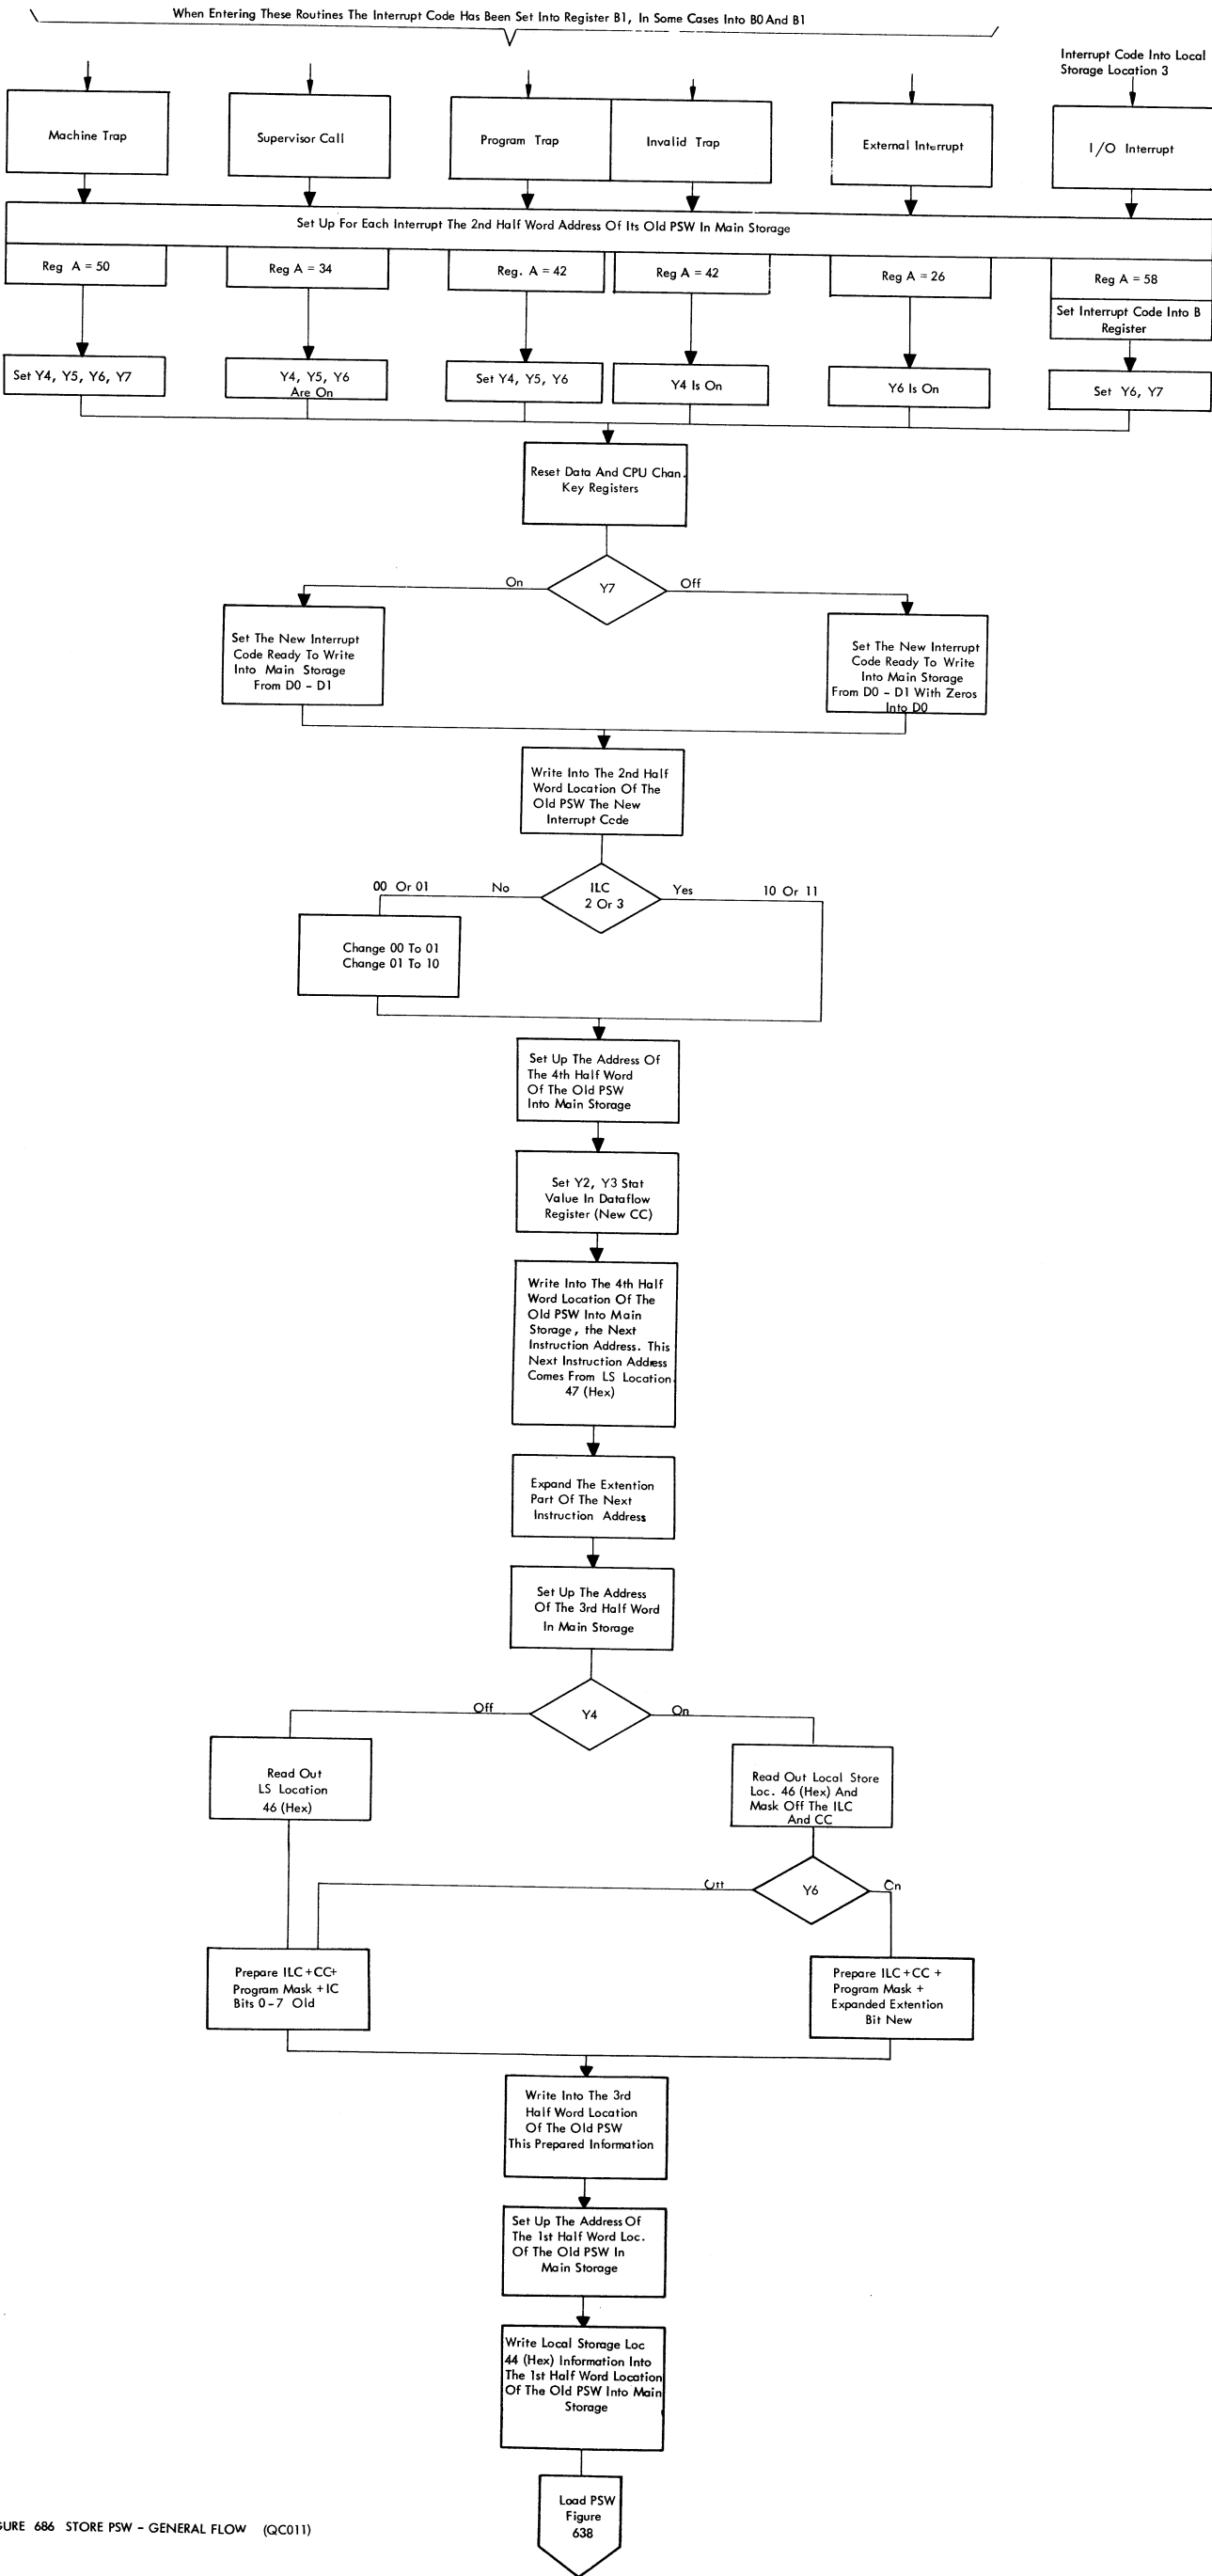 When Entering These Routines The Interrupt Code Has Been Set Into Register B1, In Some Cases Into B0 And B1
Interrupt Code Into Local
Storage Location 3
Machine Trap
Supervisor Call
Program Trap
Invalid Trap
External Interrupt
I/O Interrupt
Set Up For Each Interrupt The 2nd Half Word Address Of Its Old PSW In Main Storage
Reg A = 50
Reg A = 34
Reg. A = 42
Reg A = 42
Reg A = 26
Reg A = 58
Set Interrupt Code Into B
Register
Set Y4, Y5, Y6, Y7
Y4, Y5, Y6
Are On
Set Y4, Y5, Y6
Y4 Is On
Y6 Is On
Set Y6, Y7
Reset Data And CPU Chan.
Key Registers
On
Y7
Off
Set The New Interrupt
Code Ready To Write
Into Main Storage
From D0 - D1
Set The New Interrupt
Code Ready To Write
Into Main Storage
From D0 - D1 With Zeros
Into D0
Write Into The 2nd Half
Word Location Of The
Old PSW The New
Interrupt Code
00 Or 01
No
ILC
2 Or 3
Yes
10 Or 11
Change 00 To 01
Change 01 To 10
Set Up The Address Of
The 4th Half Word
Of The Old PSW
Into Main Storage
Set Y2, Y3 Stat
Value In Dataflow
Register (New CC)
Write Into The 4th Half
Word Location Of The
Old PSW Into Main
Storage, the Next
Instruction Address. This
Next Instruction Address
Comes From LS Location
47 (Hex)
Expand The Extention
Part Of The Next
Instruction Address
Set Up The Address
Of The 3rd Half Word
In Main Storage
Off
Y4
On
Read Out
LS Location
46 (Hex)
Read Out Local Store
Loc. 46 (Hex) And
Mask Off The ILC
And CC
Off
Y6
On
Prepare ILC+CC+
Program Mask +IC
Bits 0-7 Old
Prepare ILC+CC +
Program Mask +
Expanded Extention
Bit New
Write Into The 3rd
Half Word Location
Of The Old PSW
This Prepared Information
Set Up The Address Of
The 1st Half Word Loc.
Of The Old PSW In
Main Storage
Write Local Storage Loc
44 (Hex) Information Into
The 1st Half Word Location
Of The Old PSW Into Main
Storage
Load PSW
Figure
638
GURE 686 STORE PSW - GENERAL FLOW (QC011)